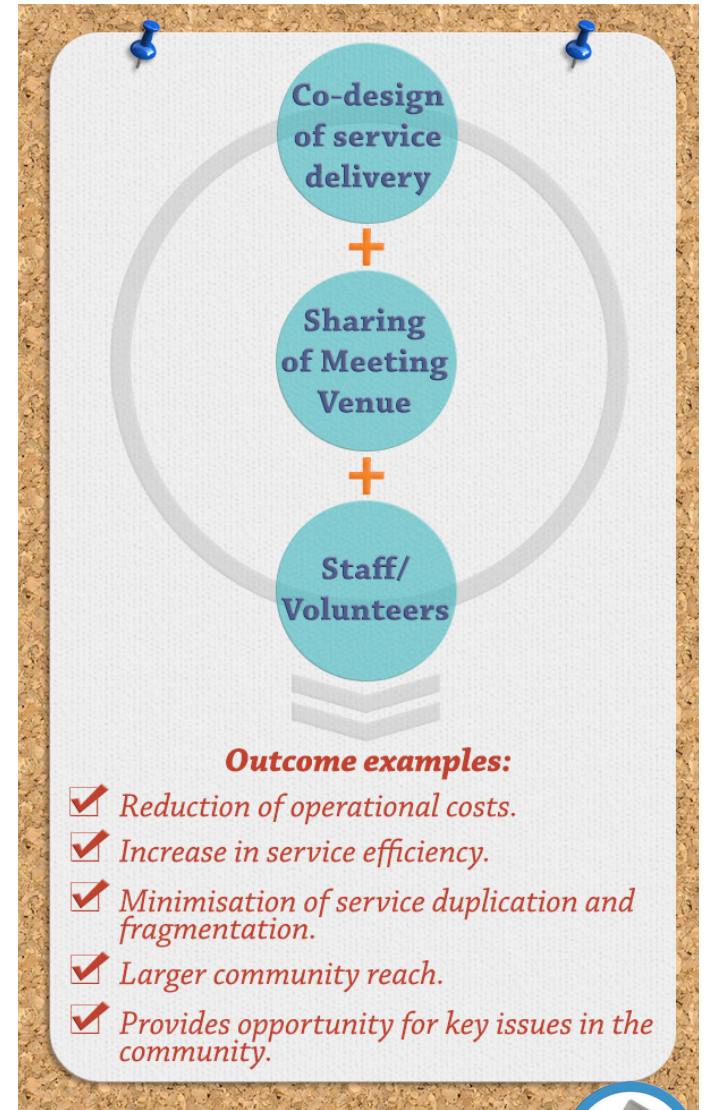 Co-design
of service
delivery
+
Sharing
of Meeting
Venue
+
Staff/
Volunteers
Outcome examples:
Reduction of operational costs.
Increase in service efficiency.
Minimisation of service duplication and
fragmentation.
Larger community reach.
Provides opportunity for key issues in the
community.